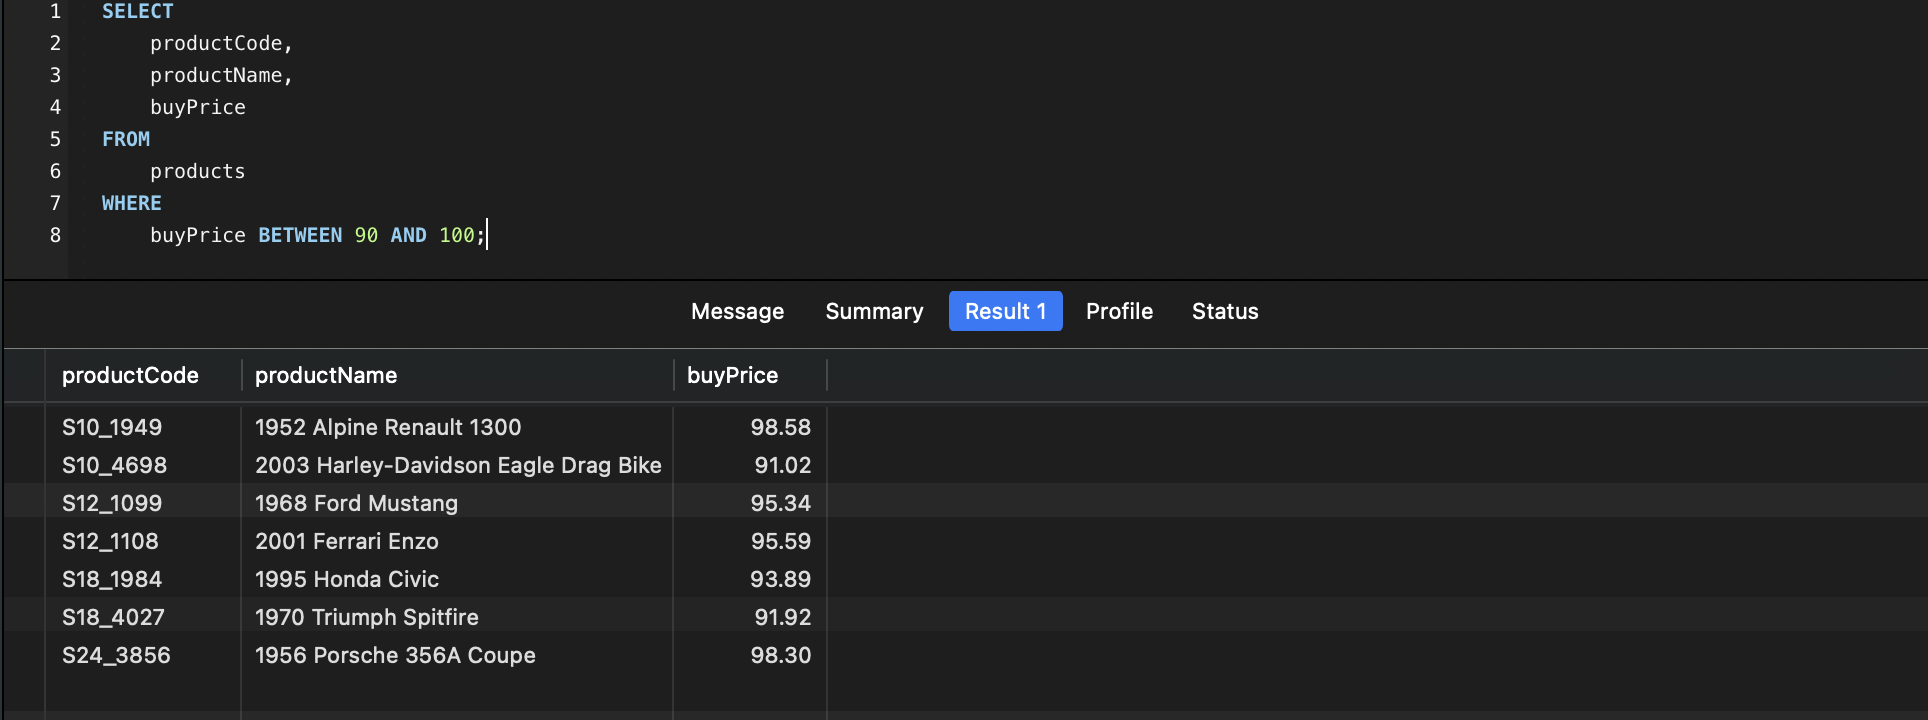 1 SELECT
2 productCode,
3 productName,
4 buyPrice
5 FROM
6 products
7 WHERE
8 buyPrice BETWEEN 90 AND 100;
Message Summary Result 1 Profile Status
productCode productName buyPrice
S10_1949 1952 Alpine Renault 1300 98.58
S10_4698 2003 Harley-Davidson Eagle Drag Bike 91.02
S12_1099 1968 Ford Mustang 95.34
S12_1108 2001 Ferrari Enzo 95.59
S18_1984 1995 Honda Civic 93.89
S18_4027 1970 Triumph Spitfire 91.92
S24_3856 1956 Porsche 356A Coupe 98.30